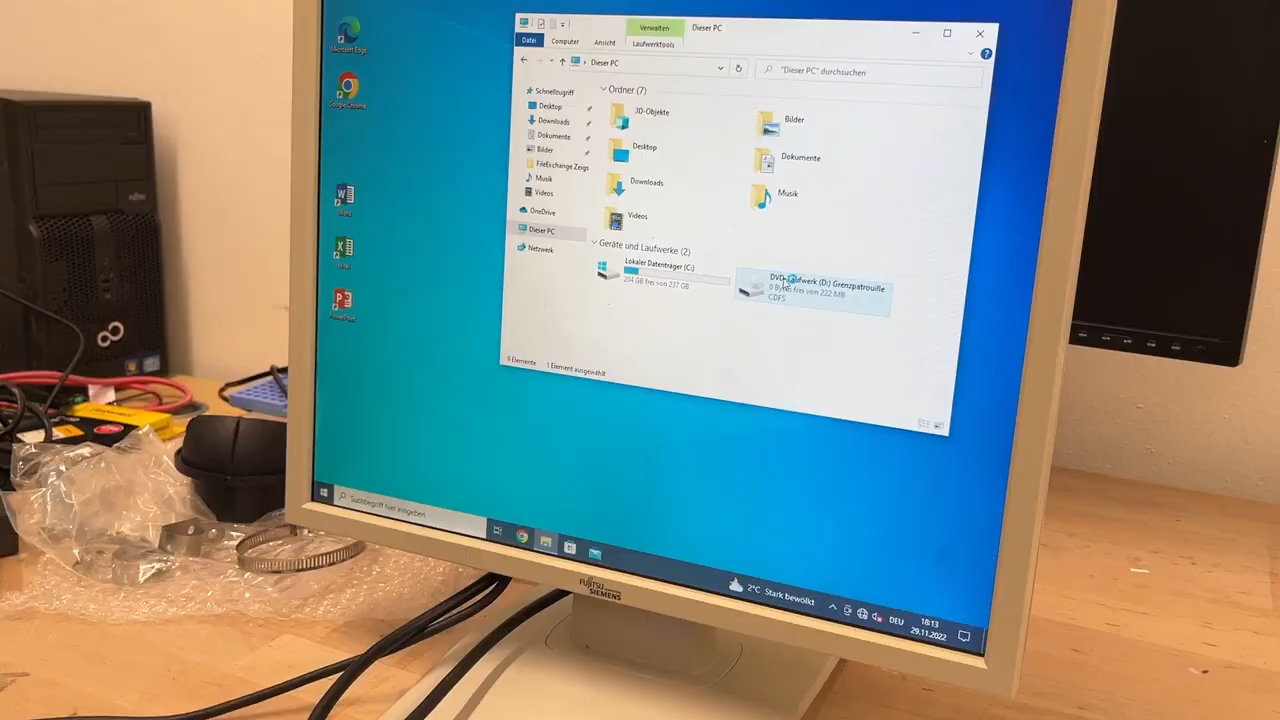 Microsoft Edge
Google Chrome
Word
PowerPoint
Verwalten
Dieser PC
Datei
Computer
Ansicht
Laufwerktools
Dieser PC
"Dieser PC" durchsuchen
Schnellzugriff
Desktop
Downloads
Dokumente
Bilder
FileExchange Zeigs
Musik
Videos
OneDrive
Dieser PC
Netzwerk
Ordner (7)
3D-Objekte
Bilder
Desktop
Dokumente
Downloads
Musik
Videos
Geräte und Laufwerke (2)
Lokaler Datenträger (C:)
204 GB frei von 237 GB
(D:) Grenzpatrouille
0 Bytes frei von 222 MB
CDFS
9 Elemente
1 Element ausgewählt
Suchbegriff hier eingeben
2°C Stark bewölkt
DEU
18:13
29.11.2022
FUJITSU
SIEMENS